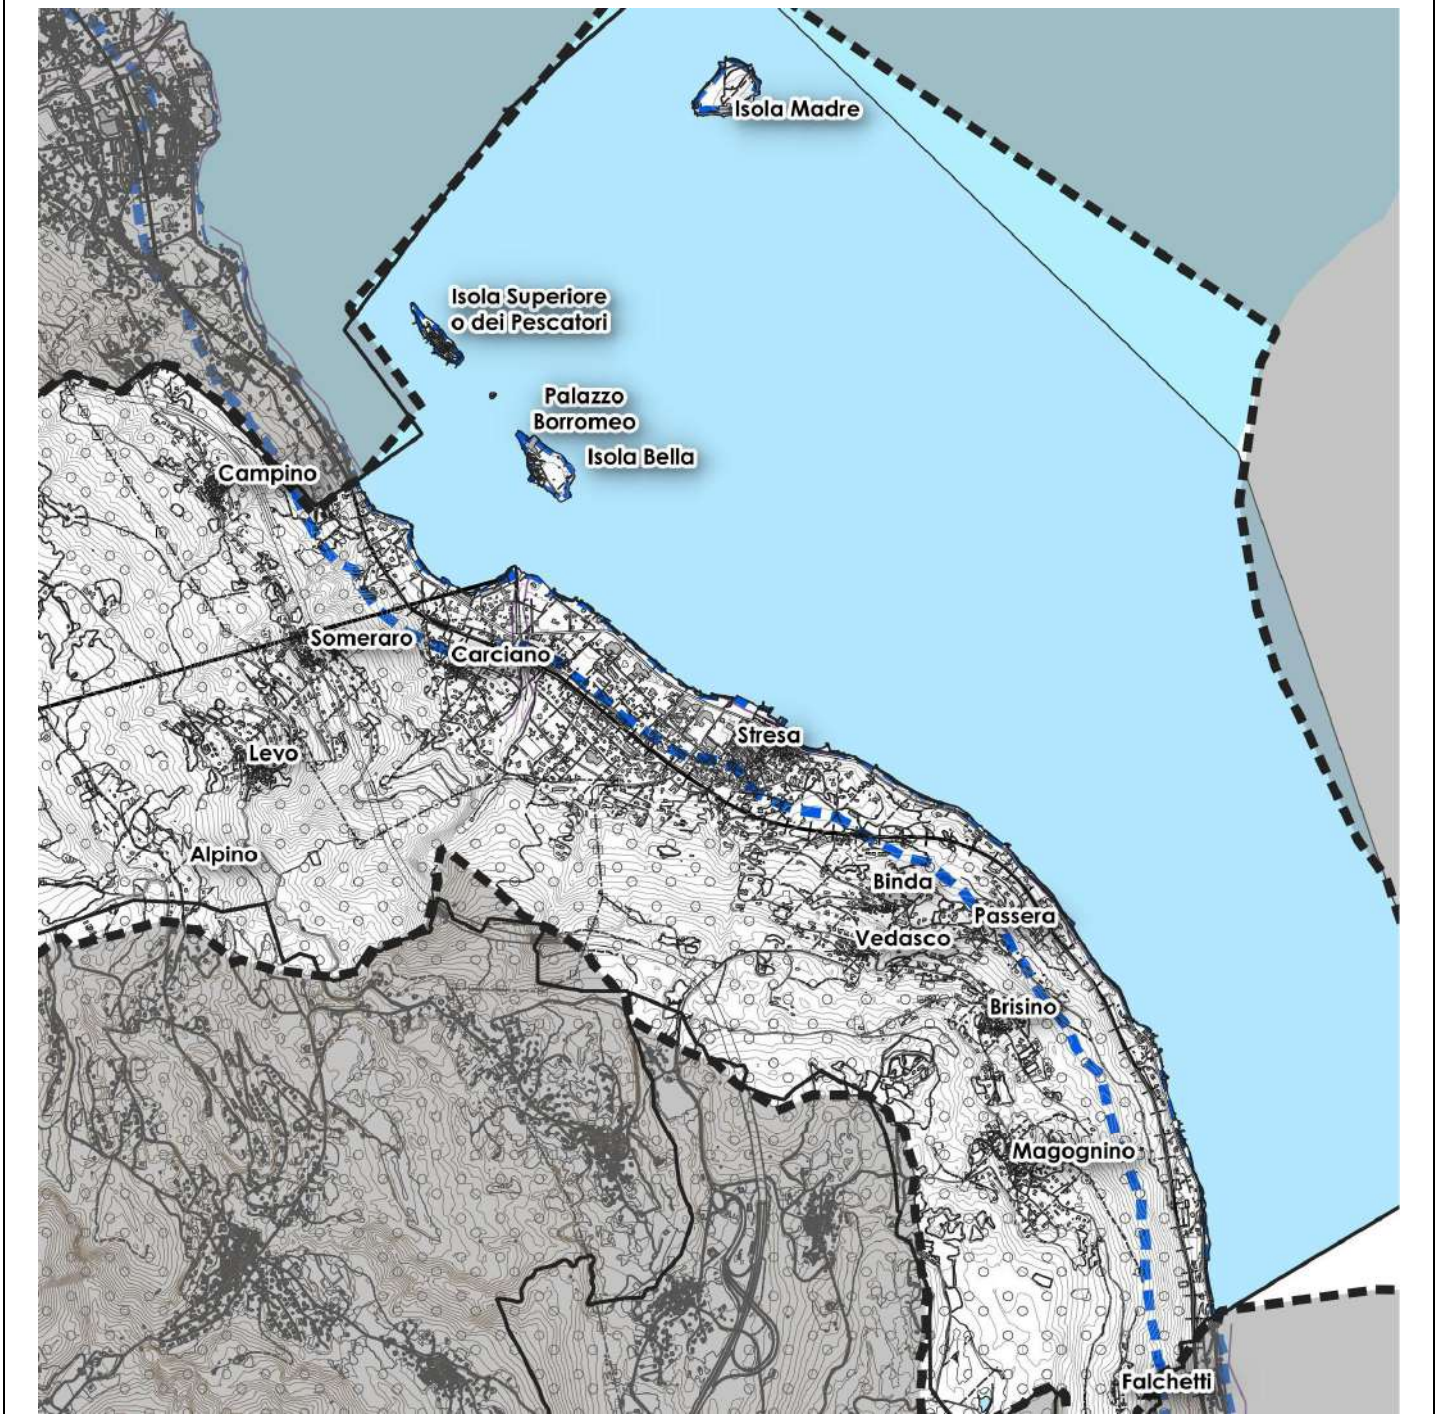 Isola Madre
Isola Superiore
o dei Pescatori
Palazzo
Borromeo
Isola Bella
Campino
Someraro
Carciano
Stresa
Levo
Alpino
Binda
Passera
Vedasco
Brisino
Magognino
Falchetti